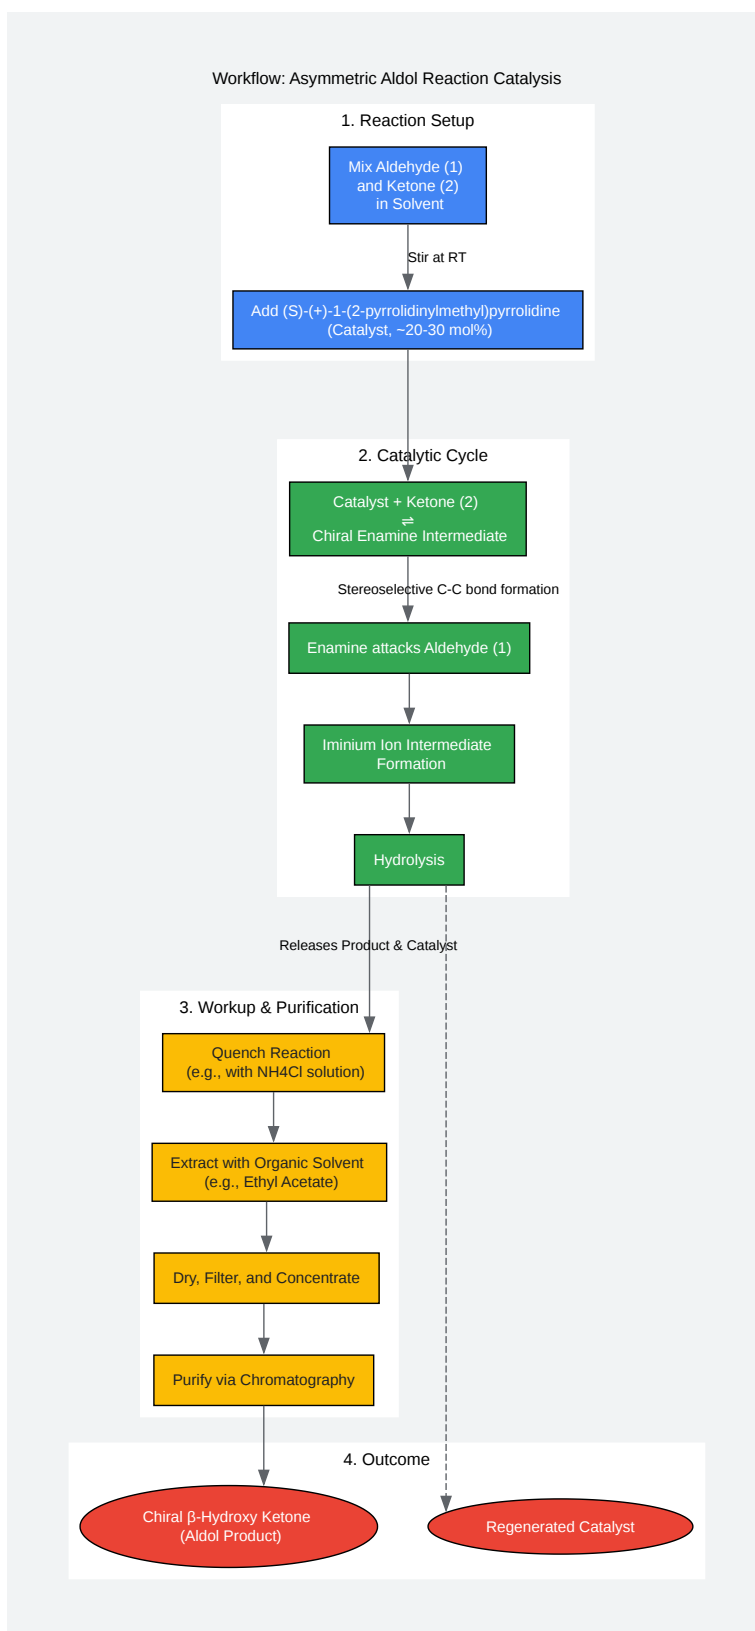 Workflow: Asymmetric Aldol Reaction Catalysis
1. Reaction Setup
Mix Aldehyde (1)
and Ketone (2)
in Solvent
Stir at RT
Add (S)-(+)-1-(2-pyrrolidinylmethyl)pyrrolidine
(Catalyst, ~20-30 mol%)
2. Catalytic Cycle
Catalyst + Ketone (2)
⇌
Chiral Enamine Intermediate
Stereoselective C-C bond formation
Enamine attacks Aldehyde (1)
Iminium Ion Intermediate
Formation
Hydrolysis
Releases Product & Catalyst
3. Workup & Purification
Quench Reaction
(e.g., with NH4Cl solution)
Extract with Organic Solvent
(e.g., Ethyl Acetate)
Dry, Filter, and Concentrate
Purify via Chromatography
4. Outcome
Chiral β-Hydroxy Ketone
(Aldol Product)
Regenerated Catalyst